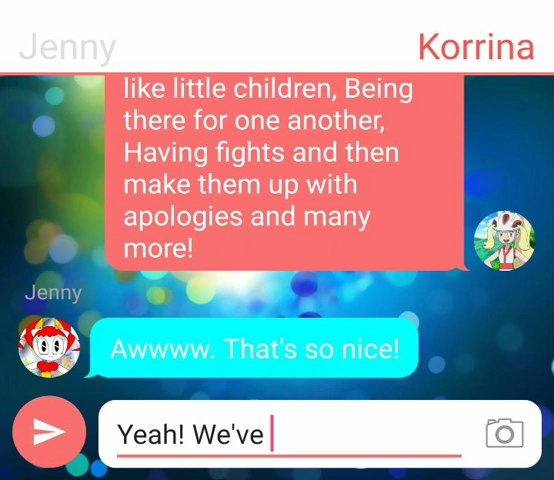 Jenny Korrina
like little children, Being
there for one another,
Having fights and then
make them up with
apologies and many
more!
Jenny
Awwww. That's so nice!
Yeah! We've